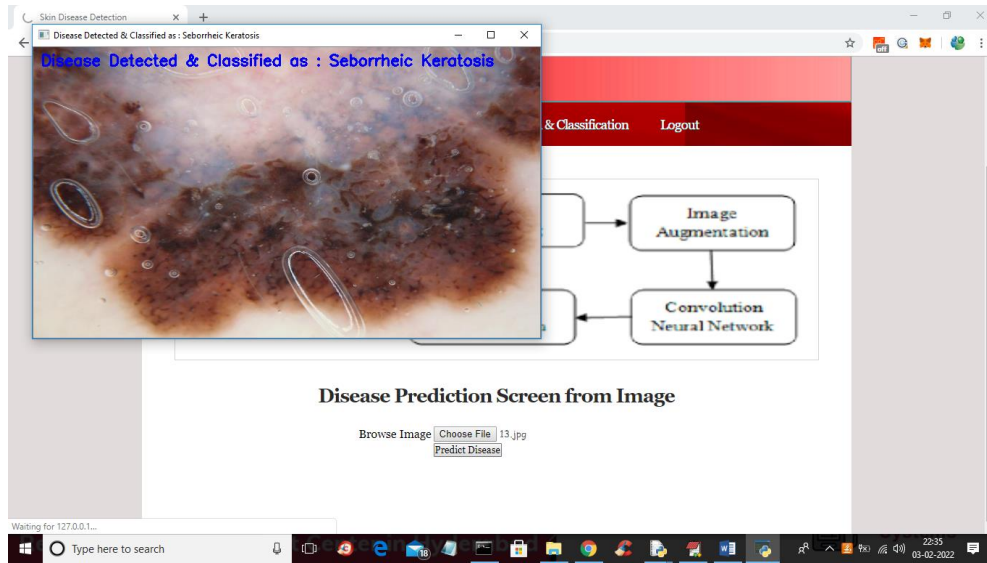 Skin Disease Detection
Disease Detected & Classified as : Seborrheic Keratosis
Disease Detected & Classified as : Seborrheic Keratosis
off
& Classification Logout
Image
Augmentation
Convolution
Neural Network
Disease Prediction Screen from Image
Browse Image Choose File 13.jpg
Predict Disease
Waiting for 127.0.0.1...
Type here to search
18
22:35
03-02-2022